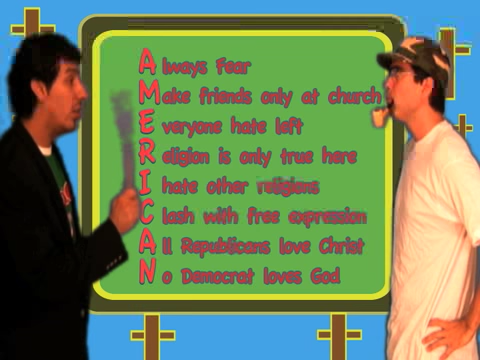 Always Fear
Make friends only at church
Everyone hate left
Religion is only true here
I hate other religions
Clash with free expression
All Republicans love Christ
No Democrat loves God